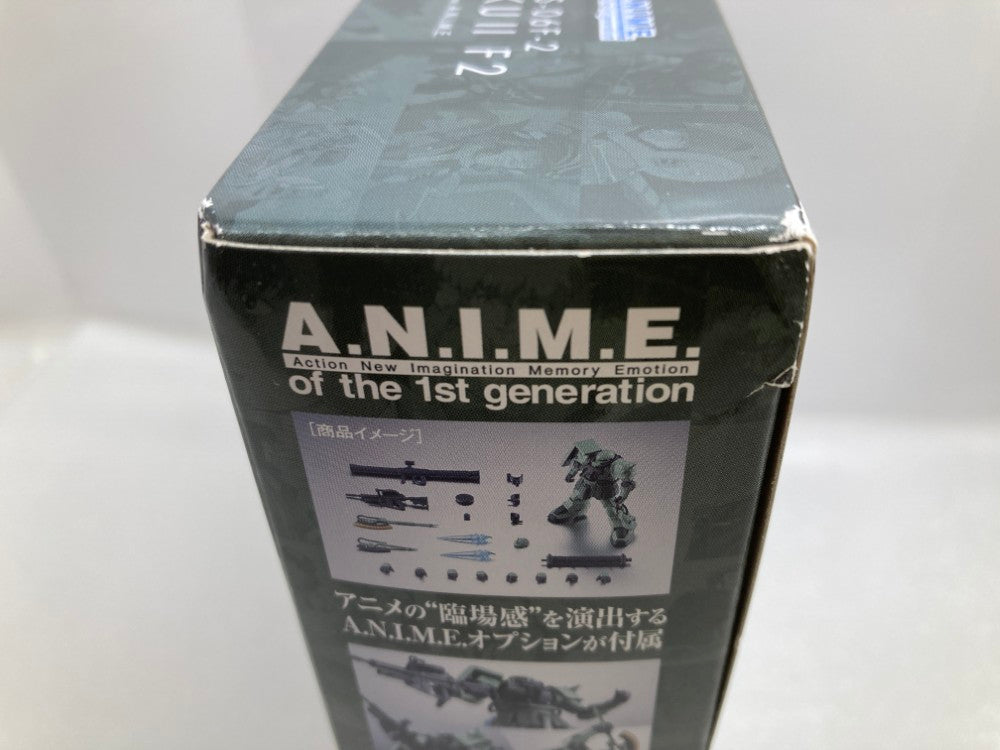 F2
A.N.I.M.E.
Action New Imagination Memory Emotion
of the 1st generation
[商品イメージ]
アニメの“臨場感”を演出する
A.N.I.M.E.オプションが付属